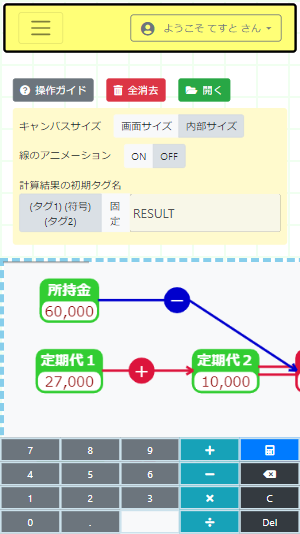 ようこそ てすと さん
操作ガイド 全消去 開く
キャンバスサイズ 画面サイズ 内部サイズ
線のアニメーション ON OFF
計算結果の初期タグ名
(タグ1) (符号) (タグ2) 固定 RESULT
所持金
60,000
−
定期代1
27,000
+
定期代2
10,000
7 8 9 +
4 5 6 −
1 2 3 × C
0 . ÷ Del